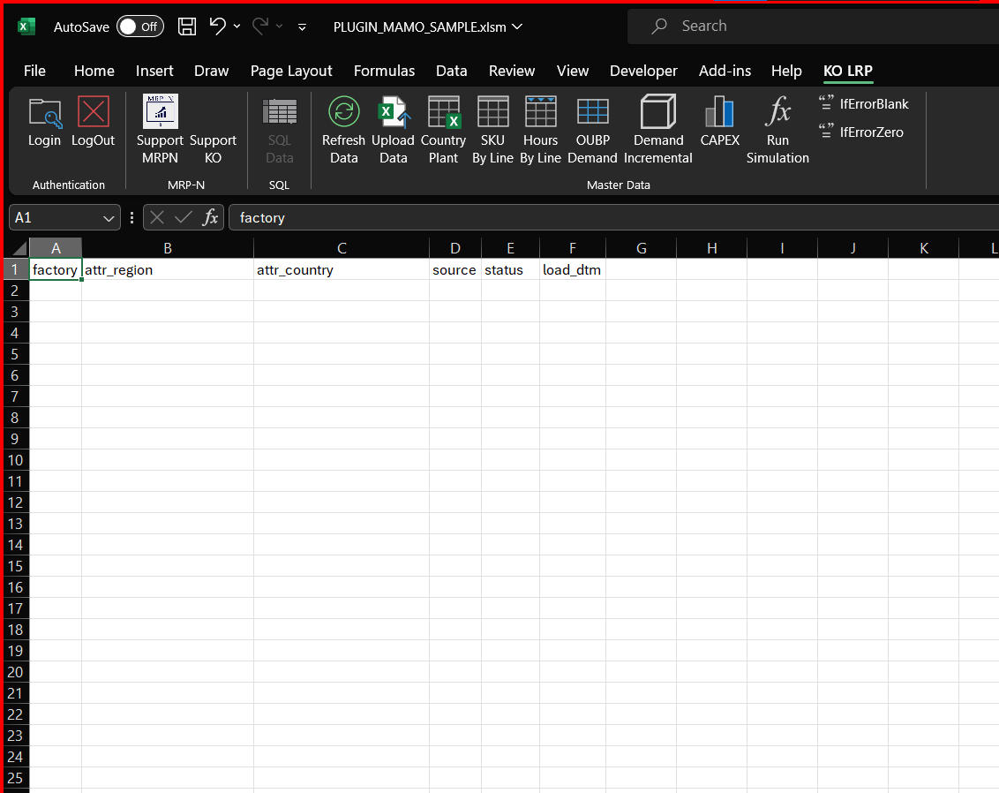 AutoSave Off PLUGIN_MAMO_SAMPLE.xlsm Search
File Home Insert Draw Page Layout Formulas Data Review View Developer Add-ins Help KO LRP
Login
LogOut
Authentication
MRP-N
Support MRPN
Support KO
MRP-N
SQL Data
SQL
Refresh Data
Upload Data
Country Plant
SKU By Line
Hours By Line
OUBP Demand
Demand Incremental
CAPEX
fx
Run Simulation
IfErrorBlank
IfErrorZero
Master Data
A1 fx factory
A B C D E F G H I J K L
1 factory attr_region attr_country source status load_dtm
2
3
4
5
6
7
8
9
10
11
12
13
14
15
16
17
18
19
20
21
22
23
24
25